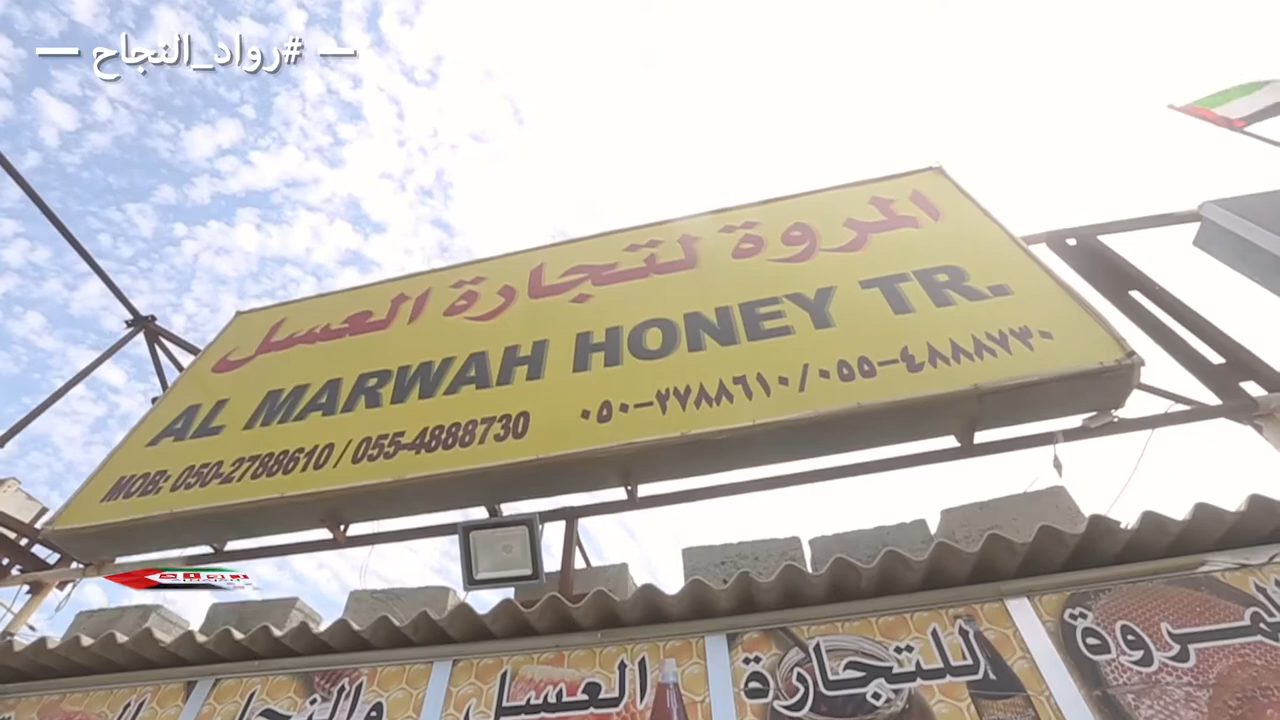 — #رواد_النجاح —
المروة لتجارة العسل
AL MARWAH HONEY TR.
MOB: 050-2788610 / 055-4888730
٠٥٠-٢٧٨٨٦١٠/٠٥٥-٤٨٨٨٧٣٠
المروة للتجارة العسل